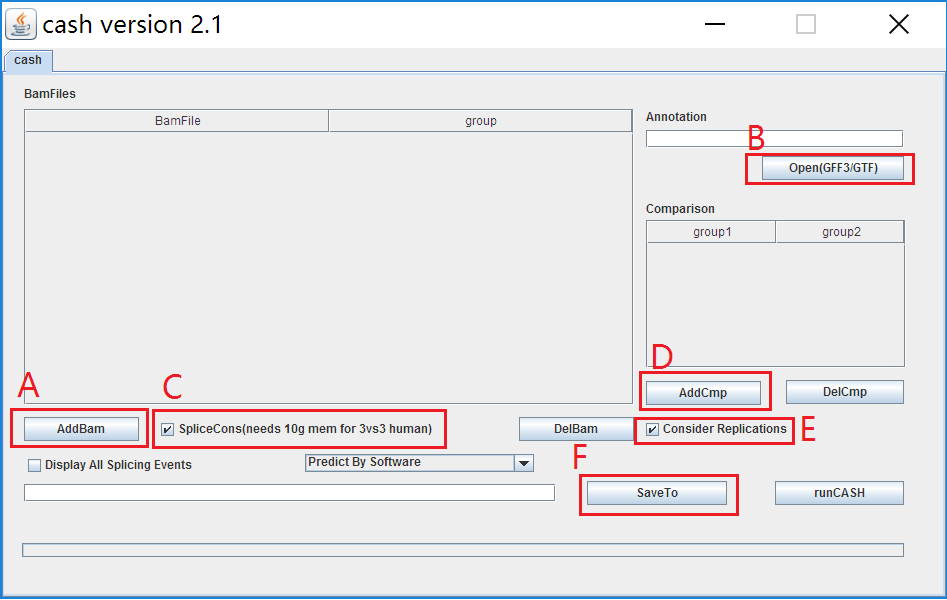 cash version 2.1
cash
BamFiles
BamFile group
Annotation
B
Open(GFF3/GTF)
Comparison
group1 group2
D
AddCmp DelCmp
A C
AddBam SpliceCons(needs 10g mem for 3vs3 human) DelBam Consider Replications E
Display All Splicing Events Predict By Software F
SaveTo runCASH